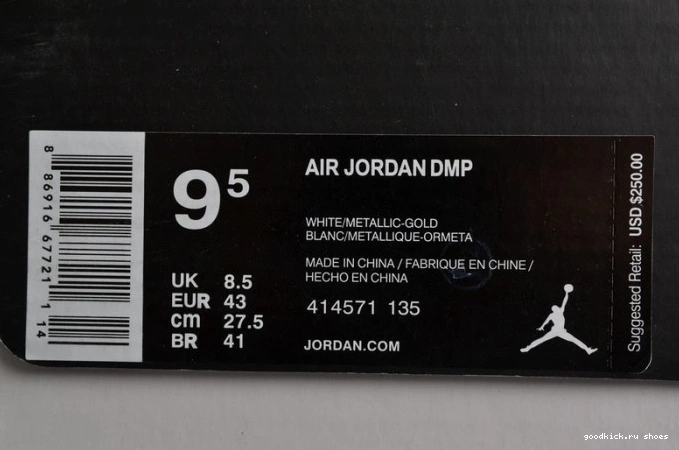 8 86916 67721 1
14
9 5
UK 8.5
EUR 43
cm 27.5
BR 41
AIR JORDAN DMP
WHITE/METALLIC-GOLD
BLANC/METALLIQUE-ORMETA
MADE IN CHINA / FABRIQUE EN CHINE /
HECHO EN CHINA
414571 135
JORDAN.COM
Suggested Retail: USD $250.00
goodkick.ru shoes